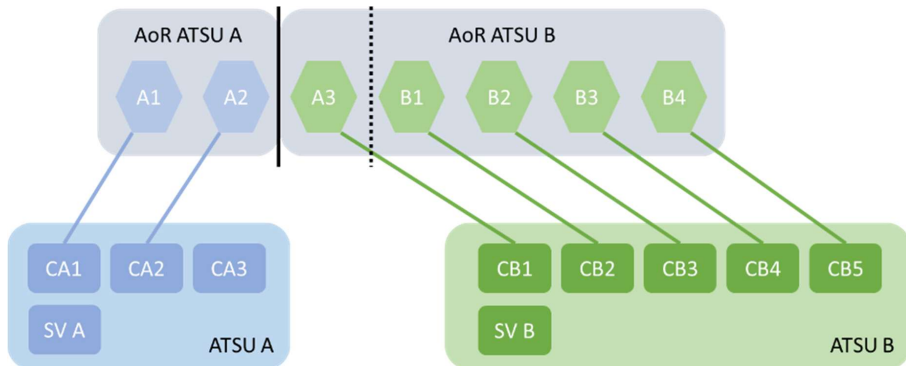 AoR ATSU A
AoR ATSU B
A1 A2 A3 B1 B2 B3 B4
CA1 CA2 CA3 CB1 CB2 CB3 CB4 CB5
SV A SV B
ATSU A ATSU B